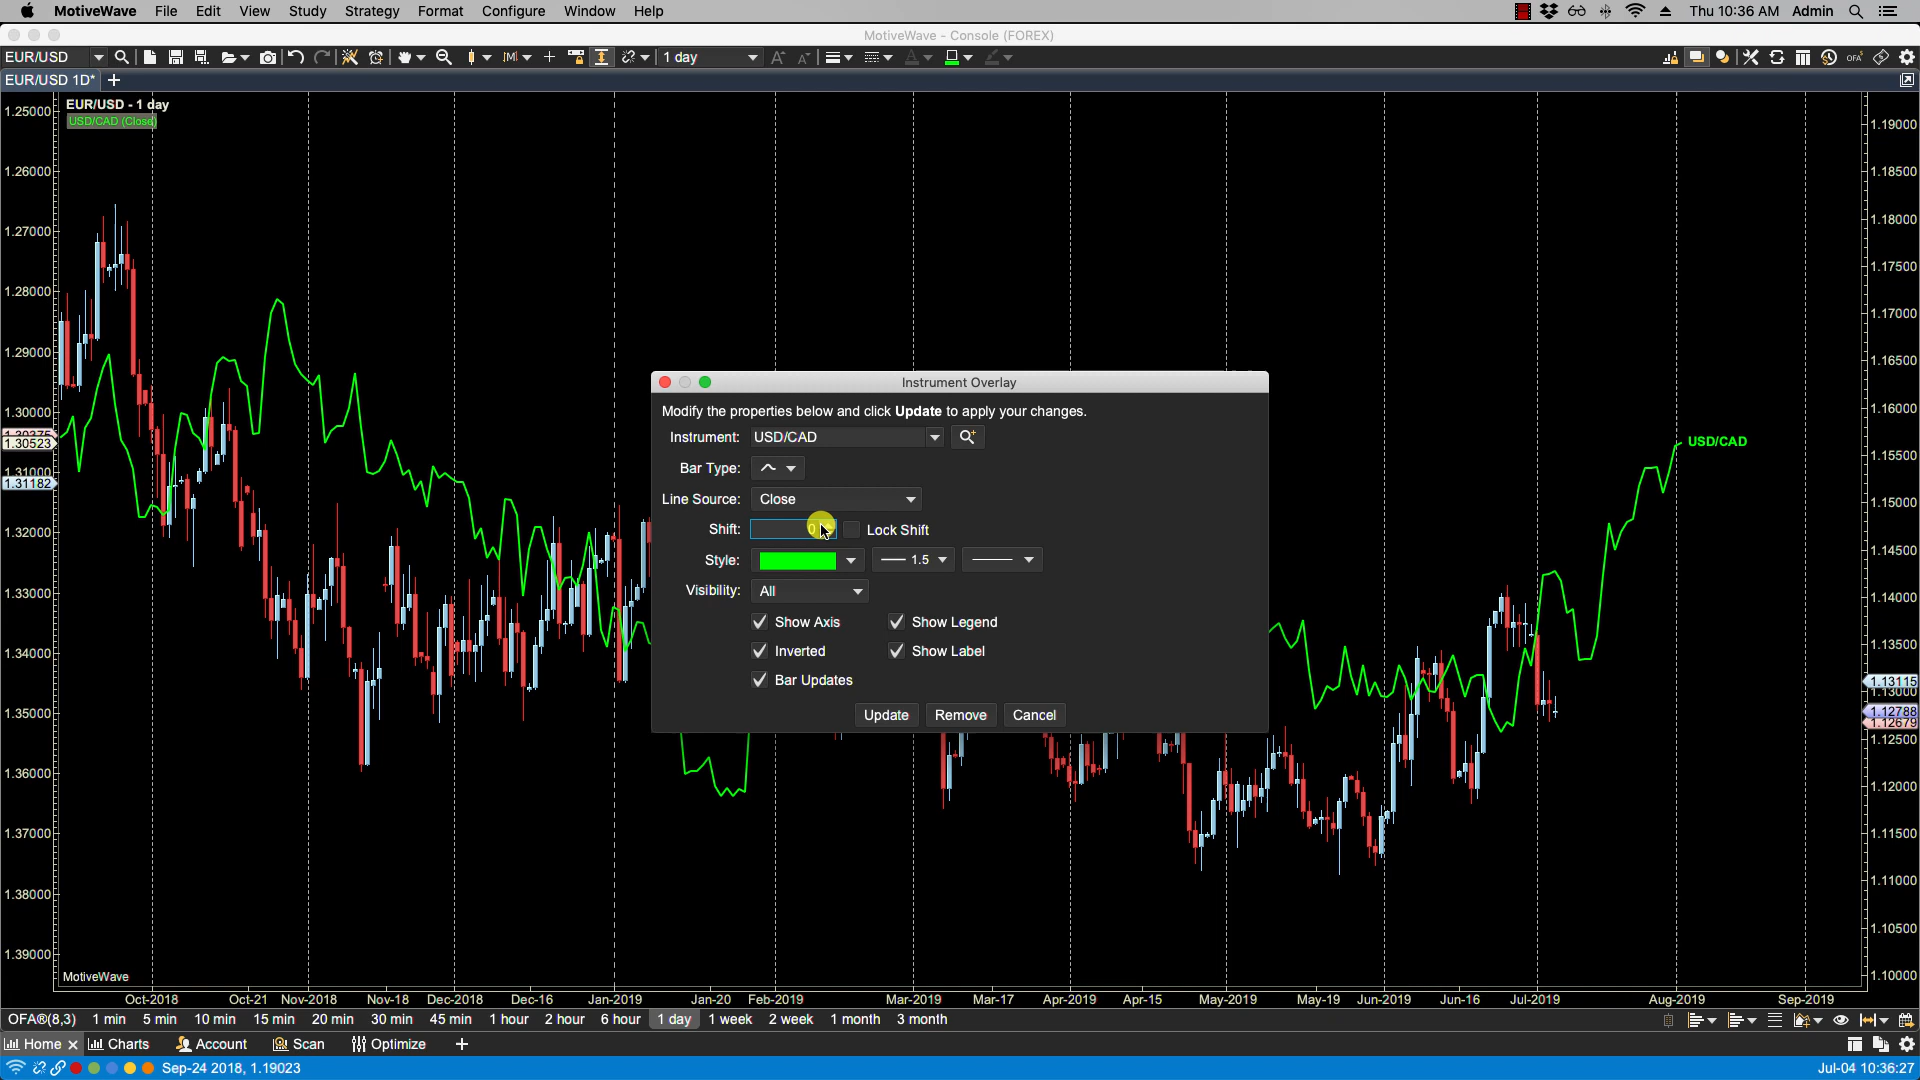 MotiveWave File Edit View Study Strategy Format Configure Window Help Thu 10:36 AM Admin
MotiveWave - Console (FOREX)
EUR/USD 1 day
EUR/USD 1D*
EUR/USD - 1 day
USD/CAD (Close)
1.25000
1.26000
1.27000
1.28000
1.29000
1.30000
1.30523
1.31000
1.31182
1.32000
1.33000
1.34000
1.35000
1.36000
1.37000
1.38000
1.39000
Instrument Overlay
Modify the properties below and click Update to apply your changes.
Instrument: USD/CAD
Bar Type:
Line Source: Close
Shift: Lock Shift
Style: 1.5
Visibility: All
Show Axis Show Legend
Inverted Show Label
Bar Updates
Update Remove Cancel
USD/CAD
1.19000
1.18500
1.18000
1.17500
1.17000
1.16500
1.16000
1.15500
1.15000
1.14500
1.14000
1.13500
1.13115
1.13000
1.12788
1.12679
1.12500
1.12000
1.11500
1.11000
1.10500
1.10000
MotiveWave
Oct-2018 Oct-21 Nov-2018 Nov-18 Dec-2018 Dec-16 Jan-2019 Jan-20 Feb-2019 Mar-2019 Mar-17 Apr-2019 Apr-15 May-2019 May-19 Jun-2019 Jun-16 Jul-2019 Aug-2019 Sep-2019
OFA®(8,3) 1 min 5 min 10 min 15 min 20 min 30 min 45 min 1 hour 2 hour 6 hour 1 day 1 week 2 week 1 month 3 month
Home Charts Account Scan Optimize
Sep-24 2018, 1.19023 Jul-04 10:36:27